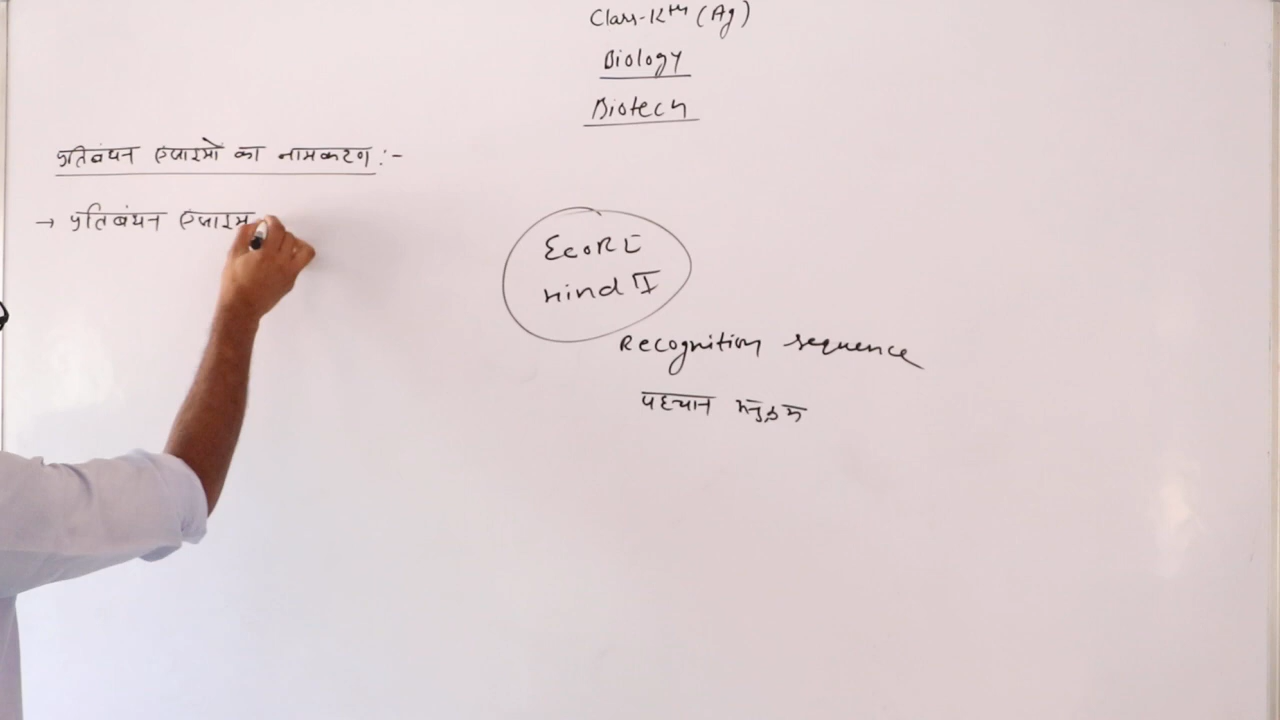 Class-12th (Ag)
Biology
Biotech
प्रतिबंधन एंजाइमों का नामकरण :-
→ प्रतिबंधन एंजाइम
EcoRI
Hind II
Recognition sequence
पहचान अनुक्रम